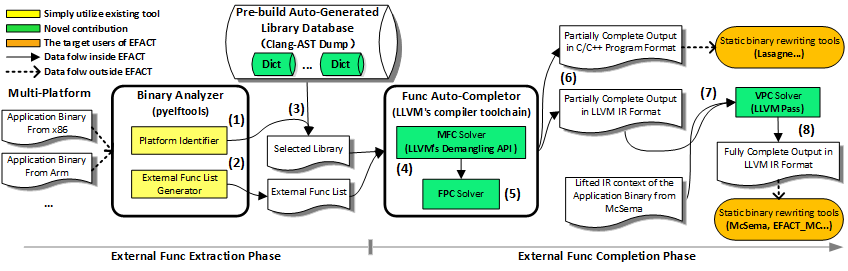 Simply utilize existing tool
Novel contribution
The target users of EFACT
Data folw inside EFACT
Data folw outside EFACT
Pre-build Auto-Generated
Library Database
(Clang-AST Dump)
Dict
...
Dict
Multi-Platform
Application Binary
From x86
Application Binary
From Arm
...
Binary Analyzer
(pyelftools)
(1)
Platform Identifier
(2)
External Func List
Generator
(3)
Selected Library
External Func List
Func Auto-Completor
(LLVM's compiler toolchain)
MFC Solver
(LLVM's Demangling API )
(4)
FPC Solver
(5)
Partially Complete Output
in C/C++ Program Format
(6)
Partially Complete Output in
LLVM IR Format
Lifted IR context of the
Application Binary from
McSema
Static binary rewriting tools
(Lasagne...)
(7)
VPC Solver
(LLVM Pass)
(8)
Fully Complete Output in
LLVM IR Format
Static binary rewriting tools
(McSema, EFACT_MC...)
External Func Extraction Phase
External Func Completion Phase